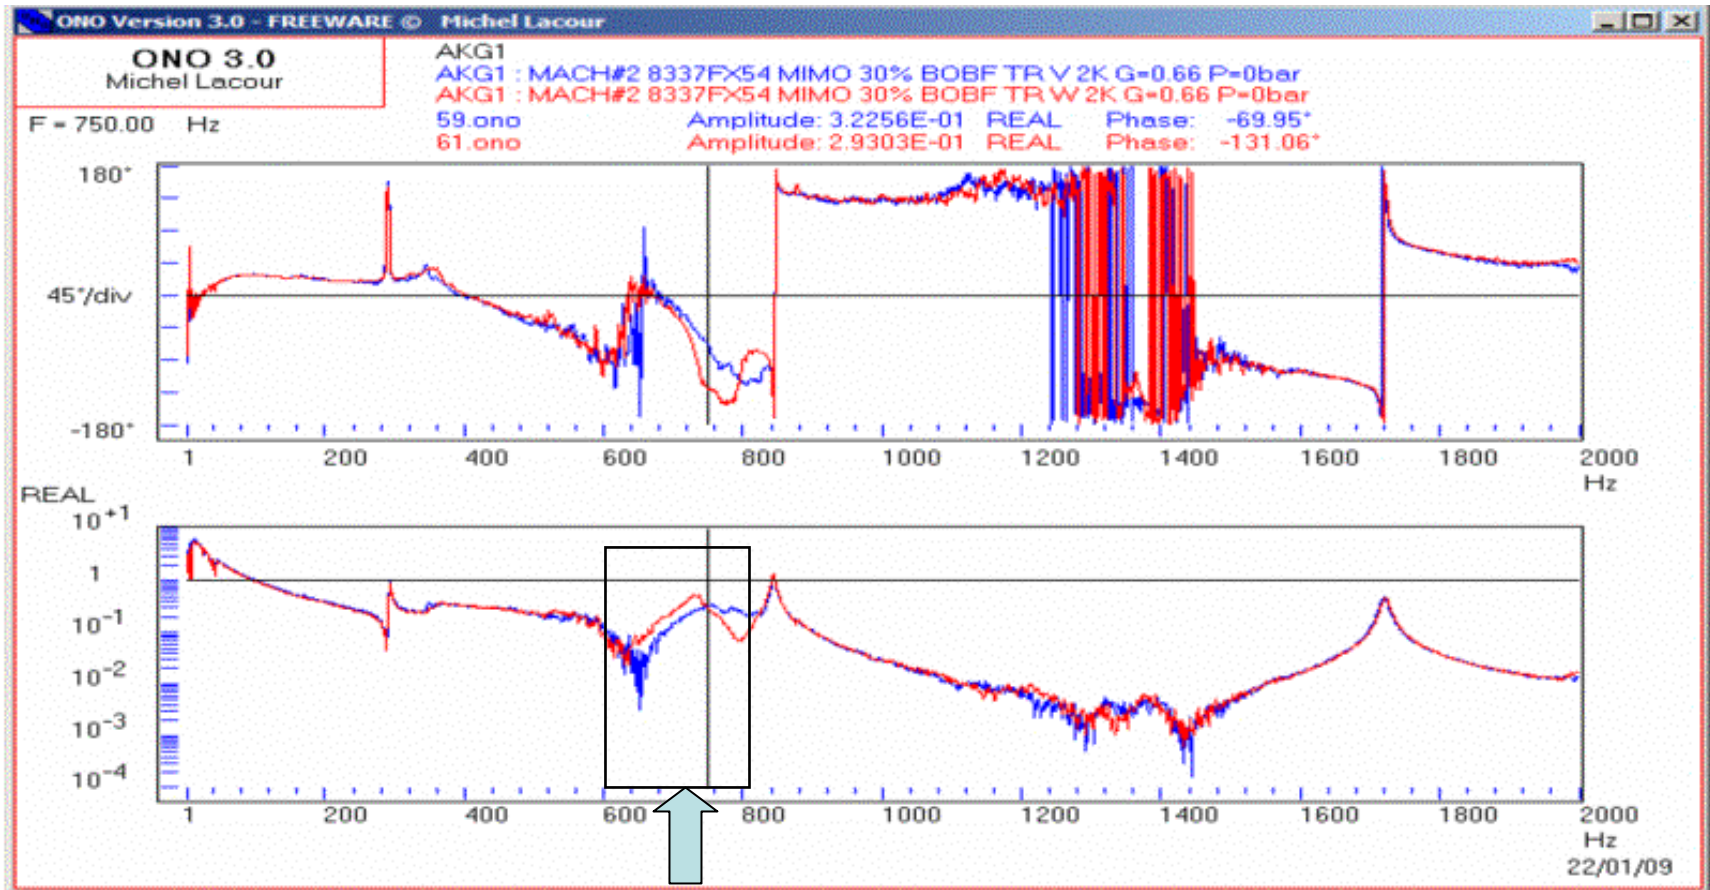 ONO Version 3.0 - FREEWARE © Michel Lacour
ONO 3.0
Michel Lacour
AKG1
AKG1 : MACH#2 8337FX54 MIMO 30% BOBF TR V 2K G=0.66 P=0bar
AKG1 : MACH#2 8337FX54 MIMO 30% BOBF TR W 2K G=0.66 P=0bar
F = 750.00 Hz
59.ono Amplitude: 3.2256E-01 REAL Phase: -69.95°
61.ono Amplitude: 2.9303E-01 REAL Phase: -131.06°
180°
45°/div
-180°
1 200 400 600 800 1000 1200 1400 1600 1800 2000
Hz
REAL
10+1
1
10-1
10-2
10-3
10-4
1 200 400 600 800 1000 1200 1400 1600 1800 2000
Hz
22/01/09